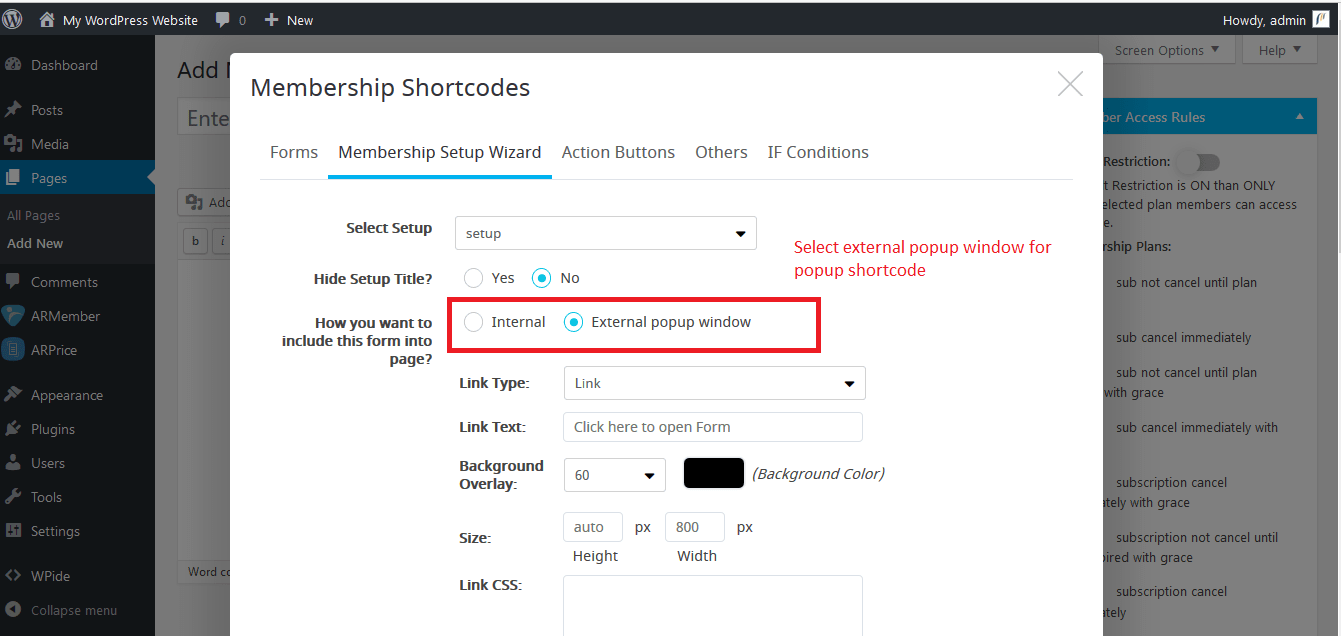 My WordPress Website 0 New Howdy, admin
Dashboard
Posts
Media
Pages
All Pages
Add New
Comments
ARMember
ARPrice
Appearance
Plugins
Users
Tools
Settings
WPide
Collapse menu
Add
Ente
Add
b i
Word co
Screen Options Help
Membership Shortcodes
Forms Membership Setup Wizard Action Buttons Others IF Conditions
Select Setup setup
Select external popup window for
popup shortcode
Hide Setup Title? Yes No
How you want to
include this form into
page?
Internal External popup window
Link Type: Link
Link Text: Click here to open Form
Background
Overlay:
60 (Background Color)
Size: auto px 800 px
Height Width
Link CSS:
ber Access Rules
Restriction:
t Restriction is ON than ONLY
elected plan members can access
e.
rship Plans:
sub not cancel until plan
sub cancel immediately
sub not cancel until plan
with grace
sub cancel immediately with
subscription cancel
tely with grace
subscription not cancel until
ired with grace
subscription cancel
tely